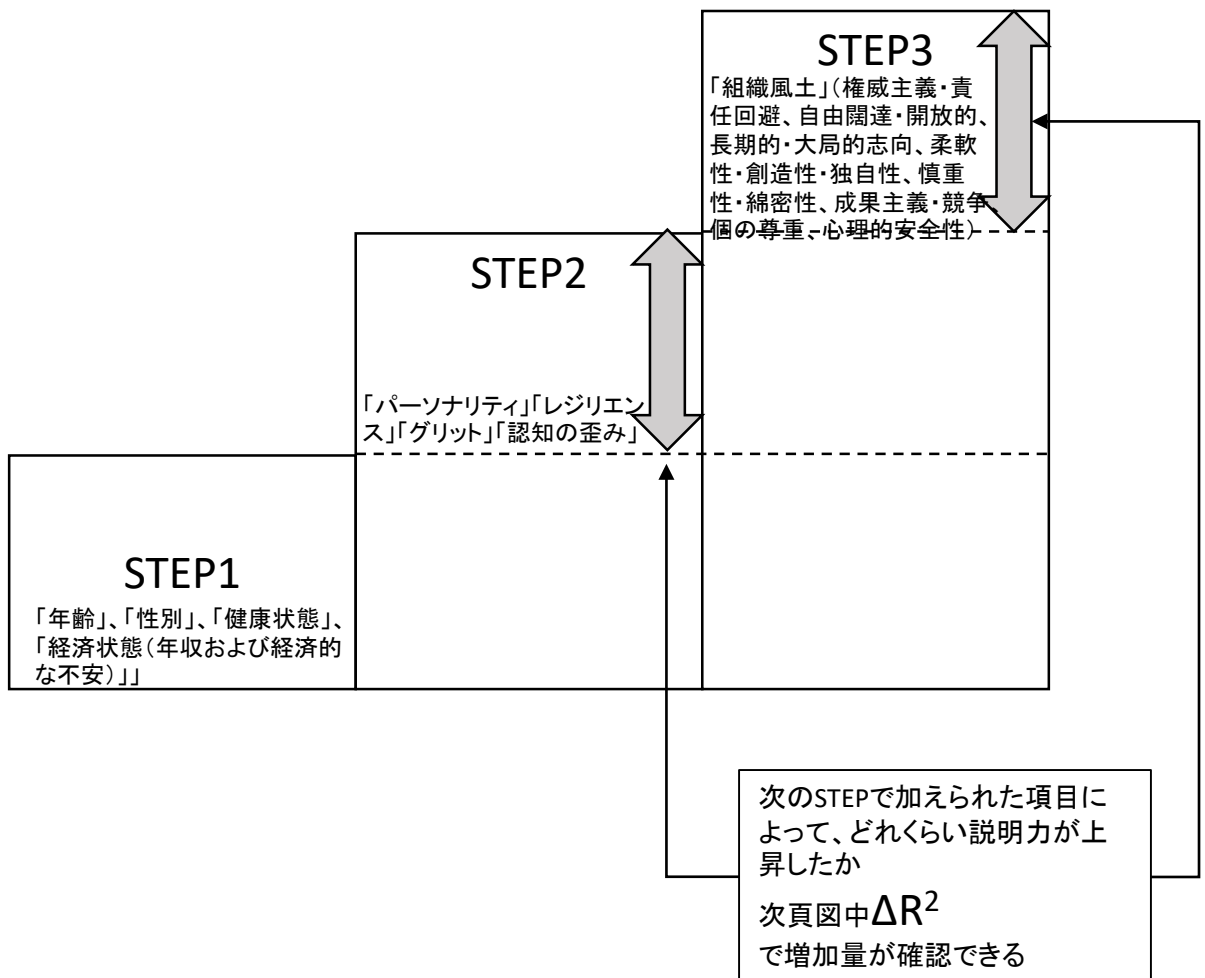 STEP3
「組織風土」(権威主義・責
任回避、自由闊達・開放的、
長期的・大局的志向、柔軟
性・創造性・独自性、慎重
性・綿密性、成果主義・競争、
個の尊重、心理的安全性)
STEP2
「パーソナリティ」「レジリエン
ス」「グリット」「認知の歪み」
STEP1
「年齢」、「性別」、「健康状態」、
「経済状態(年収および経済的
な不安)」」
次のSTEPで加えられた項目に
よって、どれくらい説明力が上
昇したか
次頁図中ΔR²
で増加量が確認できる